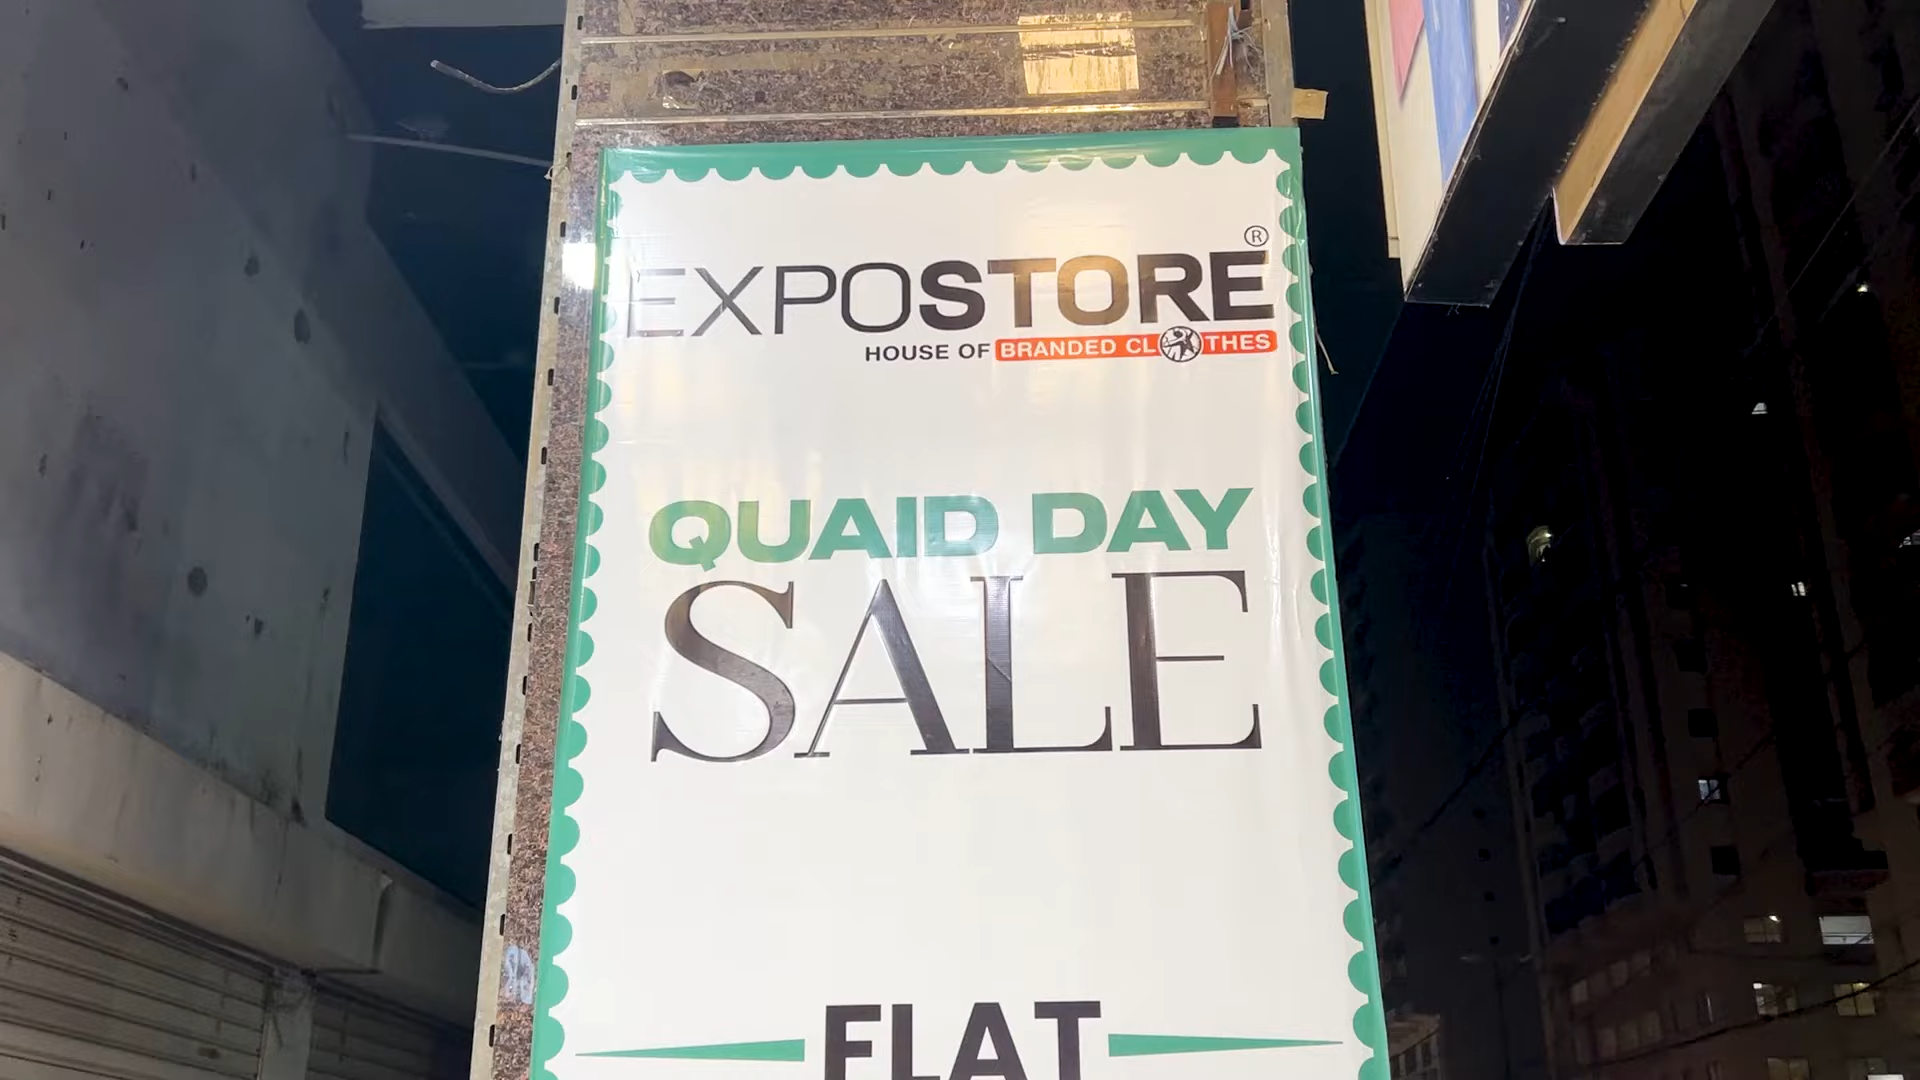 EXPOSTORE®
HOUSE OF BRANDED CLOTHES
QUAID DAY
SALE
FLAT